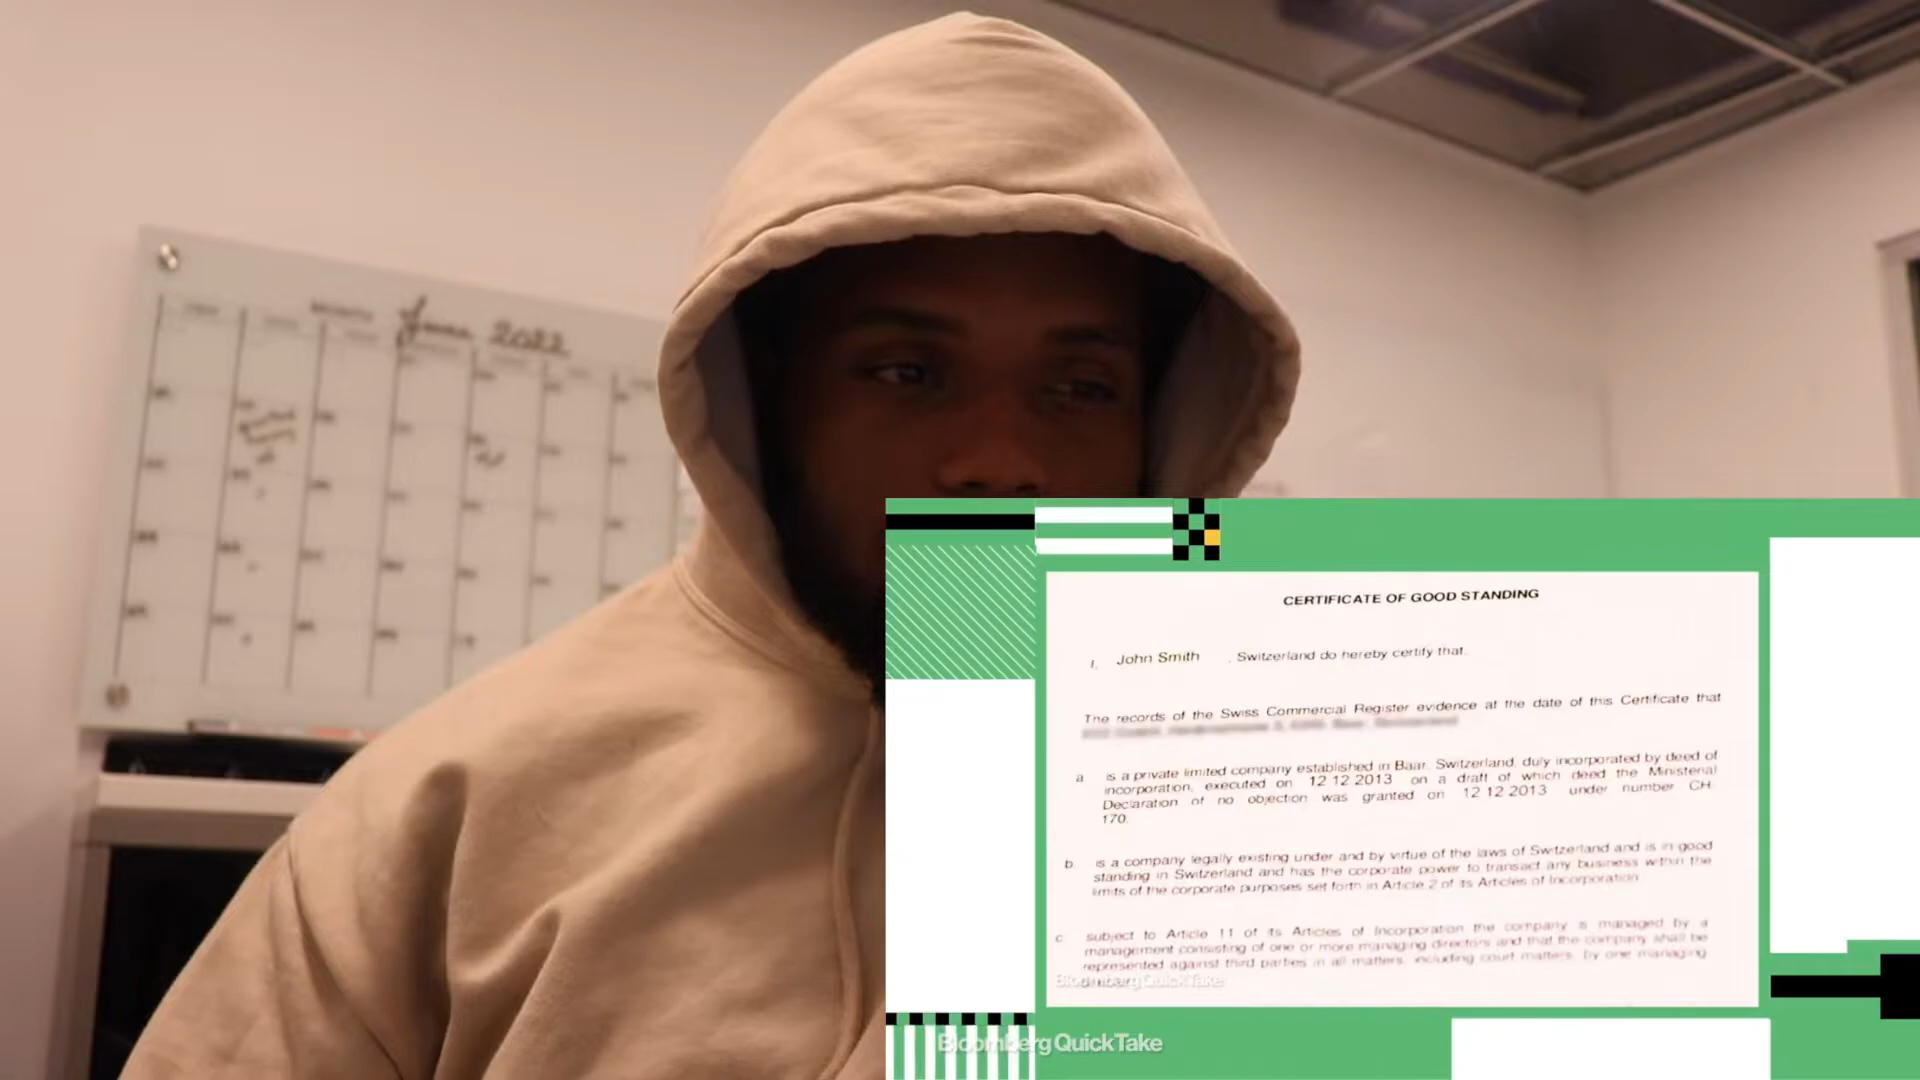 June 2022
CERTIFICATE OF GOOD STANDING
I, John Smith , Switzerland do hereby certify that.
The records of the Swiss Commercial Register evidence at the date of this Certificate that
a is a private limited company established in Baar, Switzerland, duly incorporated by deed of
incorporation, executed on 12 12 2013 on a draft of which deed the Ministerial
Declaration of no objection was granted on 12 12 2013 under number CH-
170.
b. is a company legally existing under and by virtue of the laws of Switzerland and is in good
standing in Switzerland and has the corporate power to transact any business within the
limits of the corporate purposes set forth in Article 2 of its Articles of Incorporation
c. subject to Article 11 of its Articles of Incorporation the company is managed by a
management consisting of one or more managing directors and that the company shall be
represented against third parties in all matters, including court matters, by one managing
Bloomberg QuickTake
Bloomberg QuickTake